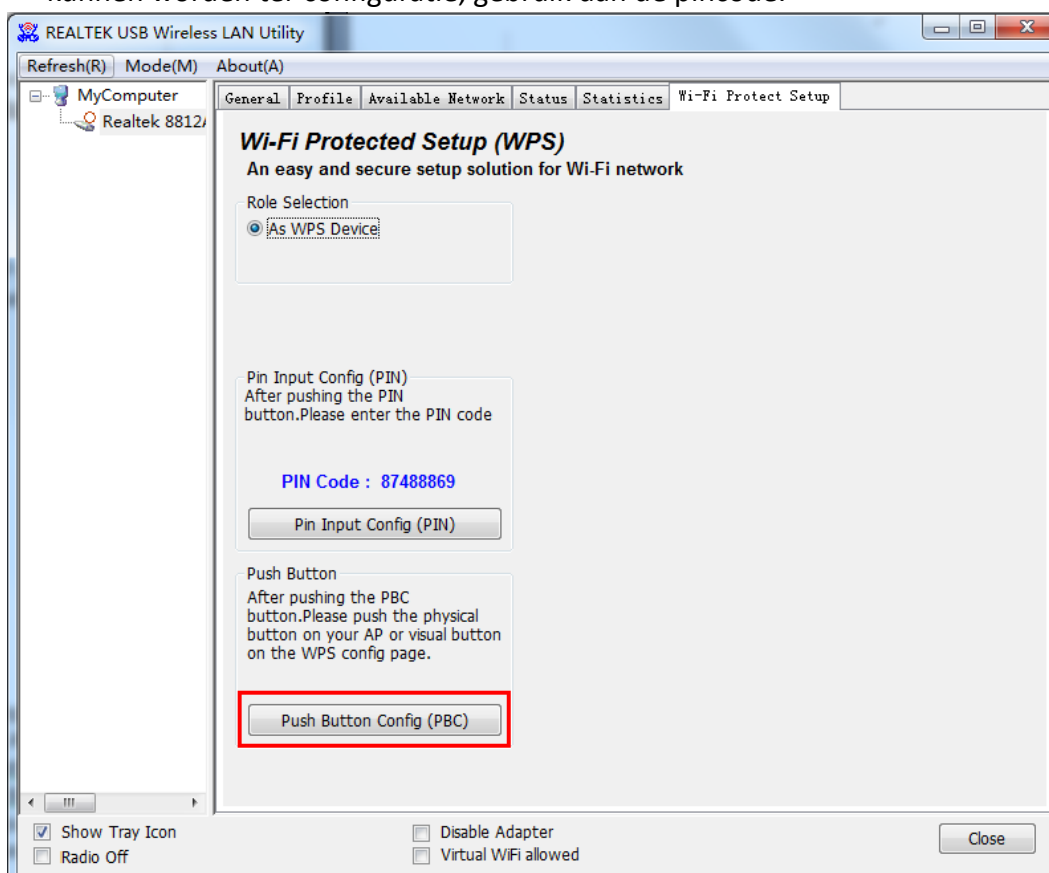 REALTEK USB Wireless LAN Utility
Refresh(R) Mode(M) About(A)
MyComputer
Realtek 8812
General Profile Available Network Status Statistics Wi-Fi Protect Setup
Wi-Fi Protected Setup (WPS)
An easy and secure setup solution for Wi-Fi network
Role Selection
As WPS Device
Pin Input Config (PIN)
After pushing the PIN
button.Please enter the PIN code
PIN Code : 87488869
Pin Input Config (PIN)
Push Button
After pushing the PBC
button.Please push the physical
button on your AP or visual button
on the WPS config page.
Push Button Config (PBC)
Show Tray Icon
Radio Off
Disable Adapter
Virtual WiFi allowed
Close